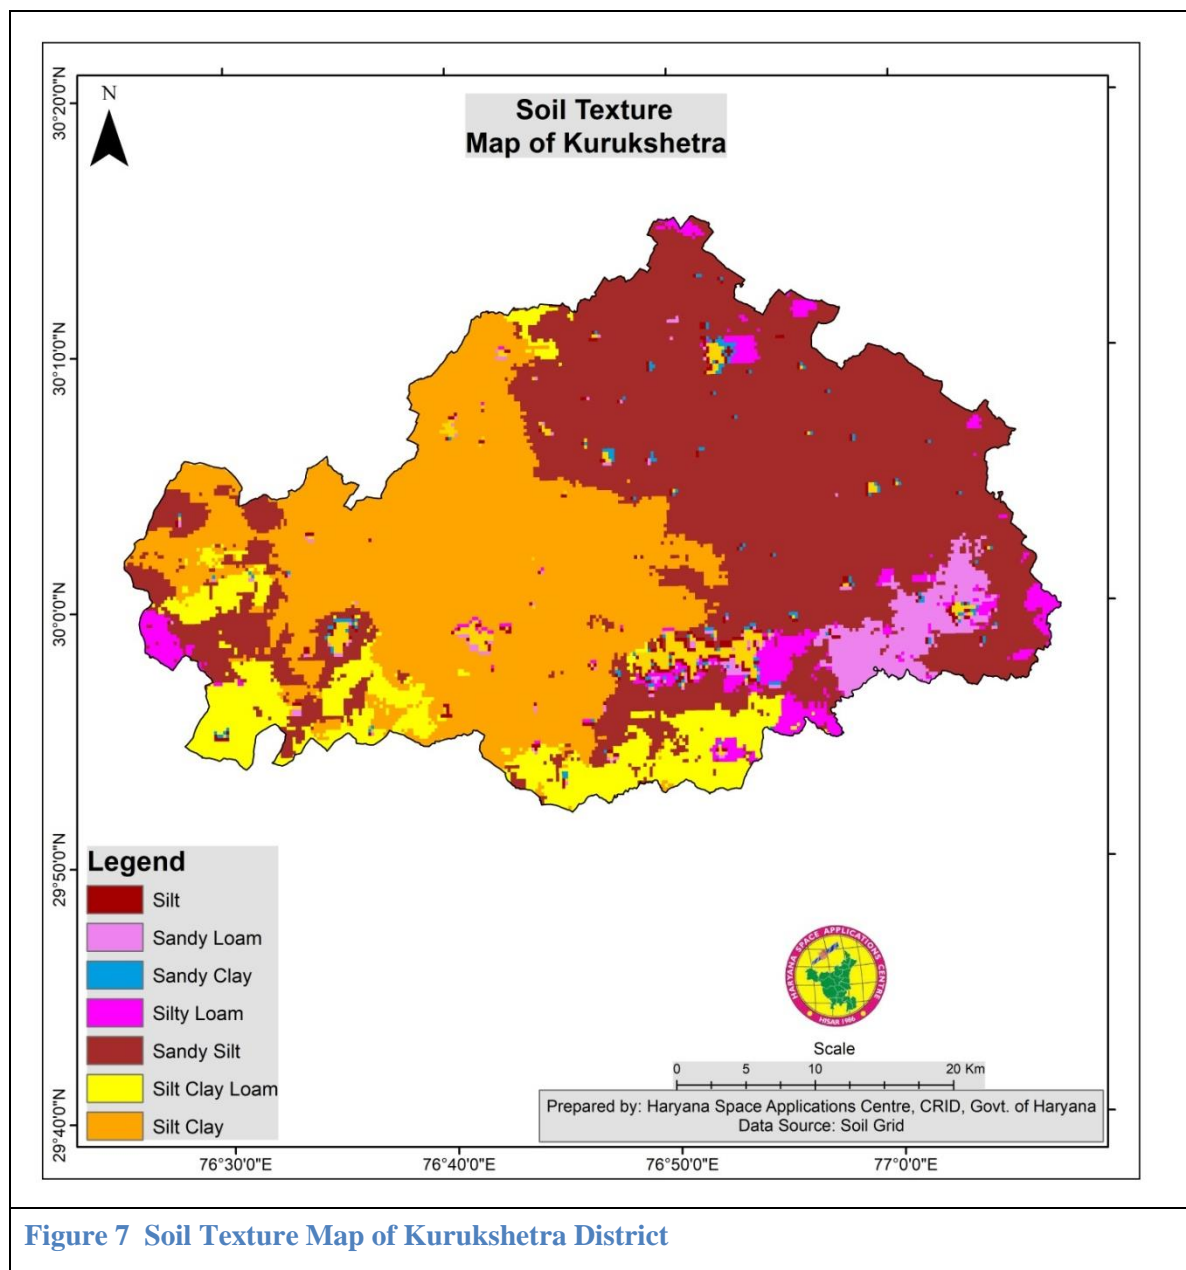 Soil Texture
Map of Kurukshetra
N
30°20'0"N
30°10'0"N
30°0'0"N
29°50'0"N
29°40'0"N
Legend
Silt
Sandy Loam
Sandy Clay
Silty Loam
Sandy Silt
Silt Clay Loam
Silt Clay
HARYANA SPACE APPLICATIONS CENTRE
HISAR 1986
Scale
0 5 10 20 Km
Prepared by: Haryana Space Applications Centre, CRID, Govt. of Haryana
Data Source: Soil Grid
76°30'0"E 76°40'0"E 76°50'0"E 77°0'0"E
Figure 7 Soil Texture Map of Kurukshetra District